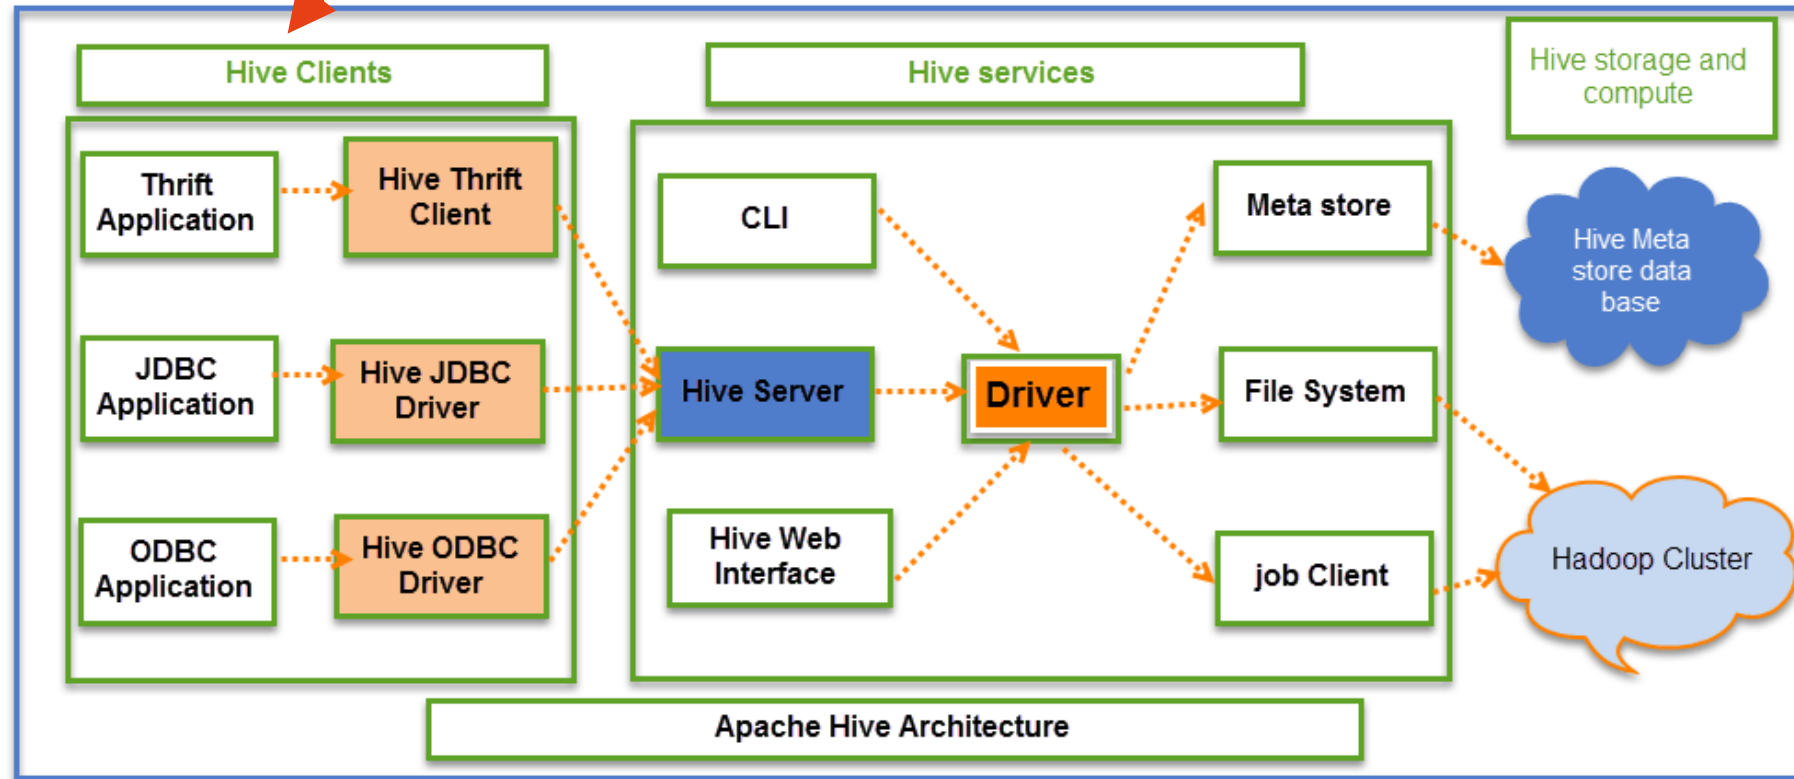 Hive Clients
Hive services
Hive storage and
compute
Thrift
Application
Hive Thrift
Client
CLI
Meta store
Hive Meta
store data
base
JDBC
Application
Hive JDBC
Driver
Hive Server
Driver
File System
ODBC
Application
Hive ODBC
Driver
Hive Web
Interface
job Client
Hadoop Cluster
Apache Hive Architecture